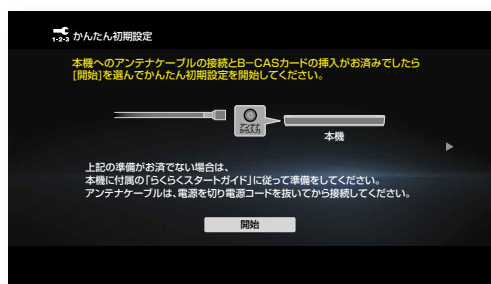 1-2-3 かんたん初期設定
本機へのアンテナケーブルの接続とB-CASカードの挿入がお済みでしたら
[開始]を選んでかんたん初期設定を開始してください。
アンテナ
から入力
本機
上記の準備がお済でない場合は、
本機に付属の「らくらくスタートガイド」に従って準備をしてください。
アンテナケーブルは、電源を切り電源コードを抜いてから接続してください。
開始